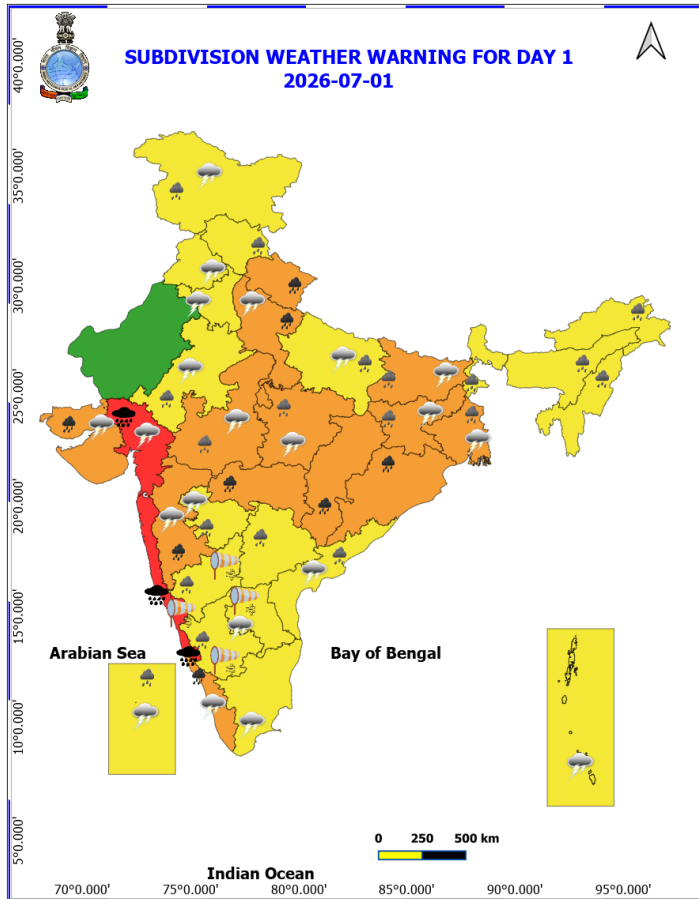 SUBDIVISION WEATHER WARNING FOR DAY 1
2026-07-01
40°0.000'
35°0.000'
30°0.000'
25°0.000'
20°0.000'
15°0.000'
10°0.000'
5°0.000'
Arabian Sea
Bay of Bengal
0 250 500 km
Indian Ocean
70°0.000' 75°0.000' 80°0.000' 85°0.000' 90°0.000' 95°0.000'